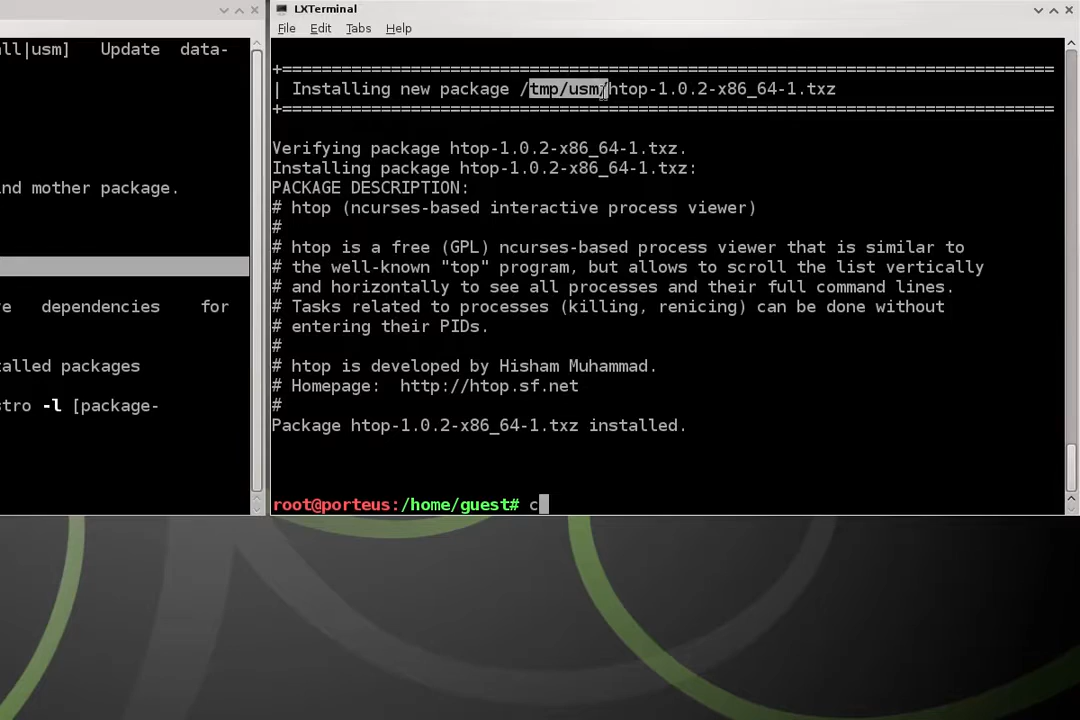 ll|usm]   Update  data-
nd mother package.
e   dependencies    for
alled packages
stro -l [package-
LXTerminal
File Edit Tabs Help
+==============================================================================
| Installing new package /tmp/usm/htop-1.0.2-x86_64-1.txz
+==============================================================================
Verifying package htop-1.0.2-x86_64-1.txz.
Installing package htop-1.0.2-x86_64-1.txz:
PACKAGE DESCRIPTION:
# htop (ncurses-based interactive process viewer)
#
# htop is a free (GPL) ncurses-based process viewer that is similar to
# the well-known "top" program, but allows to scroll the list vertically
# and horizontally to see all processes and their full command lines.
# Tasks related to processes (killing, renicing) can be done without
# entering their PIDs.
#
# htop is developed by Hisham Muhammad.
# Homepage:  http://htop.sf.net
#
Package htop-1.0.2-x86_64-1.txz installed.
root@porteus:/home/guest# c